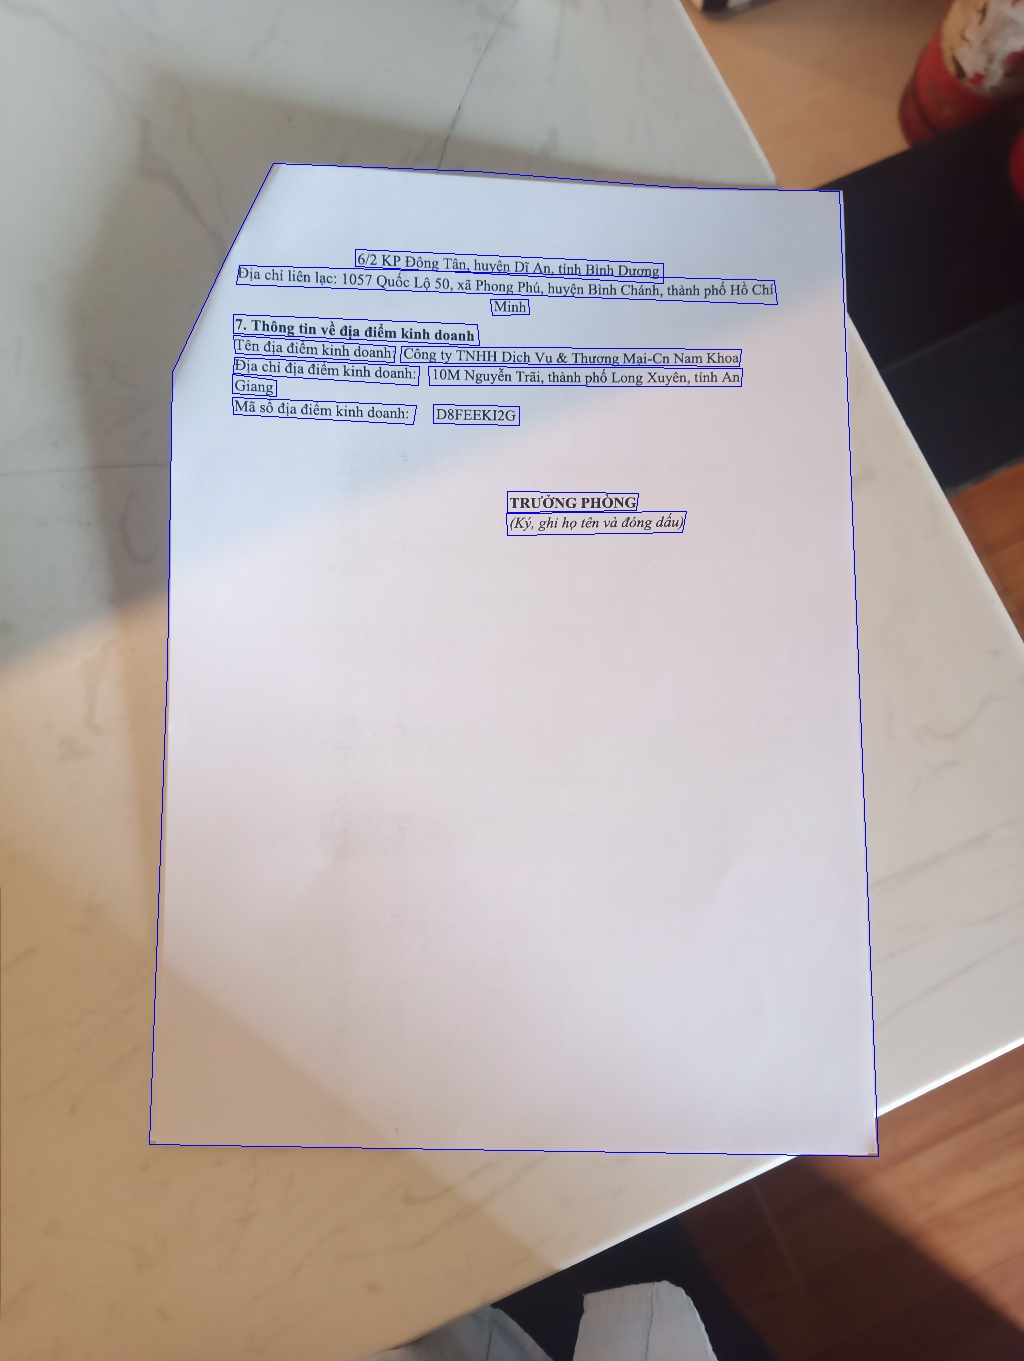 6/2 KP Đông Tân, huyện Dĩ An, tỉnh Bình Dương
Địa chỉ liên lạc: 1057 Quốc Lộ 50, xã Phong Phú, huyện Bình Chánh, thành phố Hồ Chí
Minh
7. Thông tin về địa điểm kinh doanh
Tên địa điểm kinh doanh: Công ty TNHH Dịch Vụ & Thương Mại-Cn Nam Khoa
Địa chỉ địa điểm kinh doanh: 10M Nguyễn Trãi, thành phố Long Xuyên, tỉnh An
Giang
Mã số địa điểm kinh doanh: D8FEEKI2G
TRƯỞNG PHÒNG
(Ký, ghi họ tên và đóng dấu)